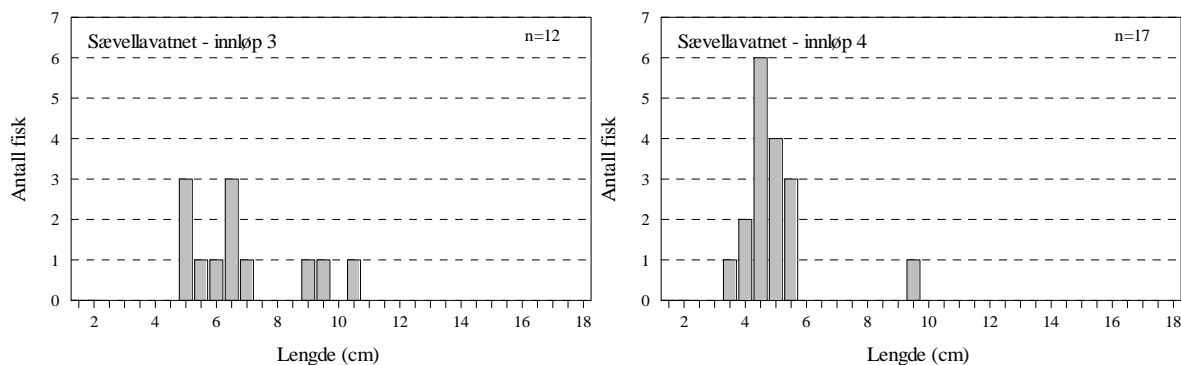 Sævellavatnet - innløp 3
n=12
7
6
5
4
3
2
1
0
Antall fisk
2 4 6 8 10 12 14 16 18
Lengde (cm)
Sævellavatnet - innløp 4
n=17
7
6
5
4
3
2
1
0
Antall fisk
2 4 6 8 10 12 14 16 18
Lengde (cm)